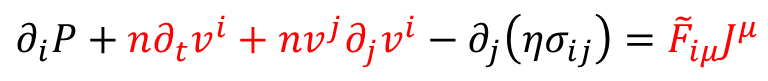 ∂ᵢP + n∂ₜvⁱ + nvʲ∂ⱼvⁱ − ∂ⱼ(ησᵢⱼ) = F̃ᵢμJ^μ